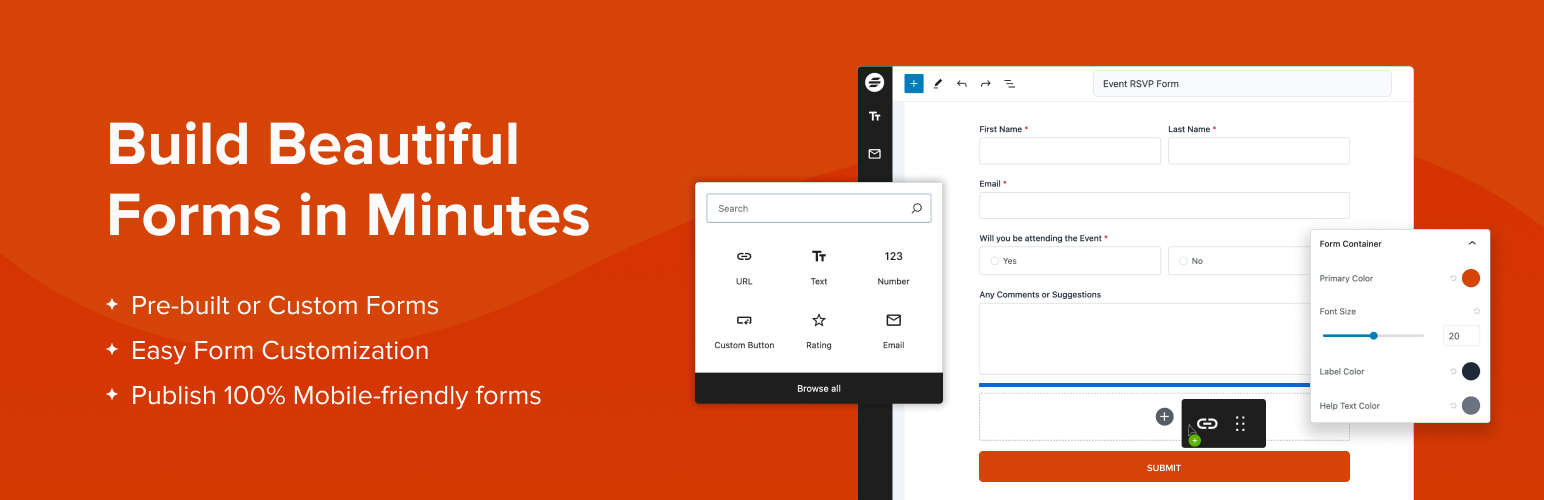 Build Beautiful
Forms in Minutes
Pre-built or Custom Forms
Easy Form Customization
Publish 100% Mobile-friendly forms
Search
URL
Tт Text
123
Number
Custom Button
Rating
Email
Browse all
Tт
Event RSVP Form
First Name *
Last Name *
Email *
Will you be attending the Event *
Yes
No
Any Comments or Suggestions
SUBMIT
Form Container
Primary Color
Font Size
20
Label Color
Help Text Color